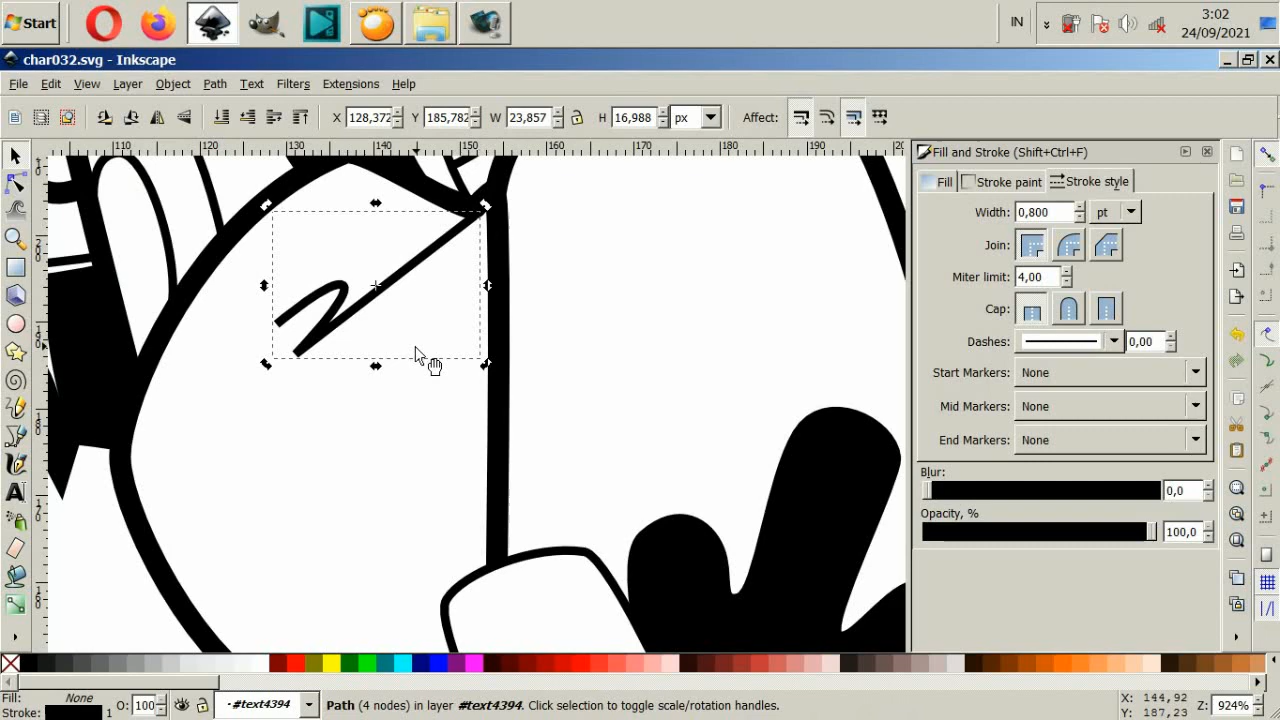 Start
IN
3:02
24/09/2021
char032.svg - Inkscape
File Edit View Layer Object Path Text Filters Extensions Help
X 128,372 Y 185,782 W 23,857 H 16,988 px Affect:
110 120 130 140 150 160 170 180 190 20
Fill and Stroke (Shift+Ctrl+F)
Fill Stroke paint Stroke style
Width: 0,800 pt
Join:
Miter limit: 4,00
Cap:
Dashes: 0,00
Start Markers: None
Mid Markers: None
End Markers: None
Blur:
0,0
Opacity, %
100,0
Fill: None
Stroke: 1
O: 100
#text4394
Path (4 nodes) in layer #text4394. Click selection to toggle scale/rotation handles.
X: 144,92
Y: 187,23
Z: 924%